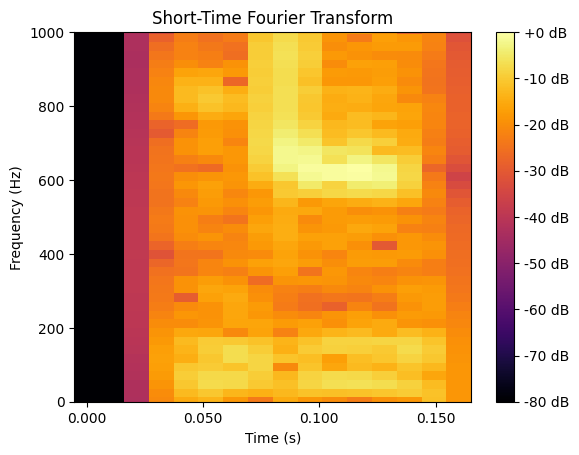 Short-Time Fourier Transform
1000
800
600
400
200
0
Frequency (Hz)
0.000
0.050
0.100
0.150
Time (s)
+0 dB
-10 dB
-20 dB
-30 dB
-40 dB
-50 dB
-60 dB
-70 dB
-80 dB